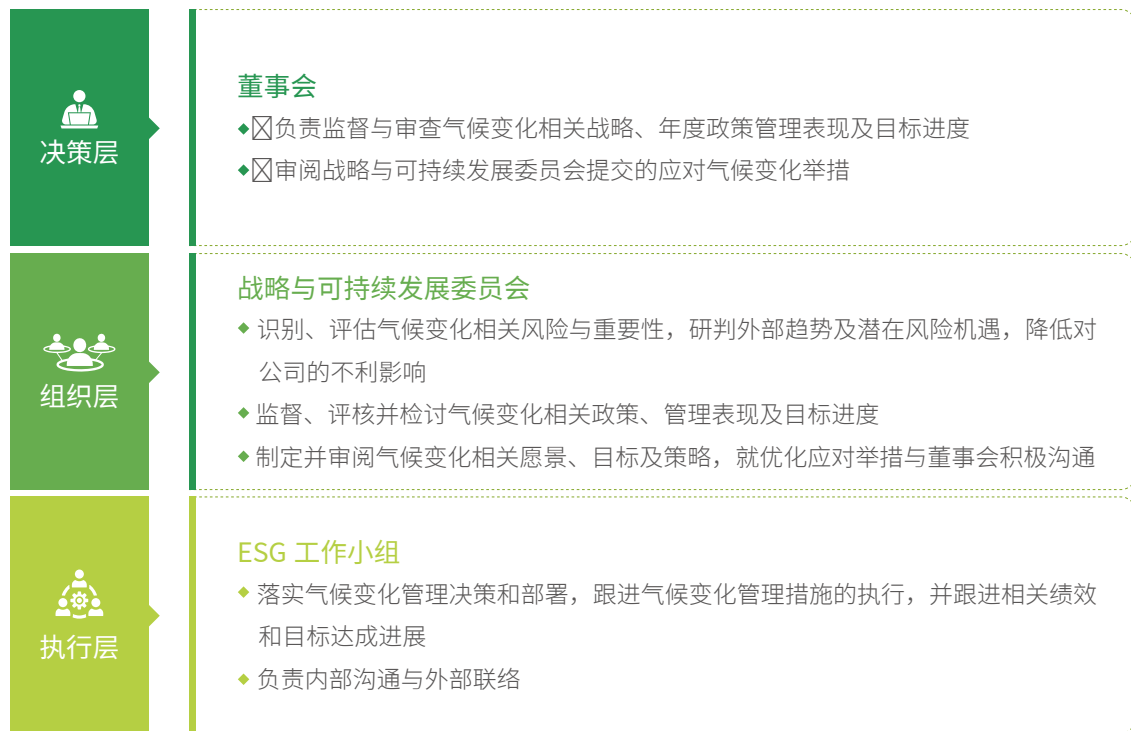 决策层
董事会
◆负责监督与审查气候变化相关战略、年度政策管理表现及目标进度
◆审阅战略与可持续发展委员会提交的应对气候变化举措
组织层
战略与可持续发展委员会
◆ 识别、评估气候变化相关风险与重要性，研判外部趋势及潜在风险机遇，降低对
公司的不利影响
◆ 监督、评核并检讨气候变化相关政策、管理表现及目标进度
◆ 制定并审阅气候变化相关愿景、目标及策略，就优化应对举措与董事会积极沟通
执行层
ESG 工作小组
◆ 落实气候变化管理决策和部署，跟进气候变化管理措施的执行，并跟进相关绩效
和目标达成进展
◆ 负责内部沟通与外部联络